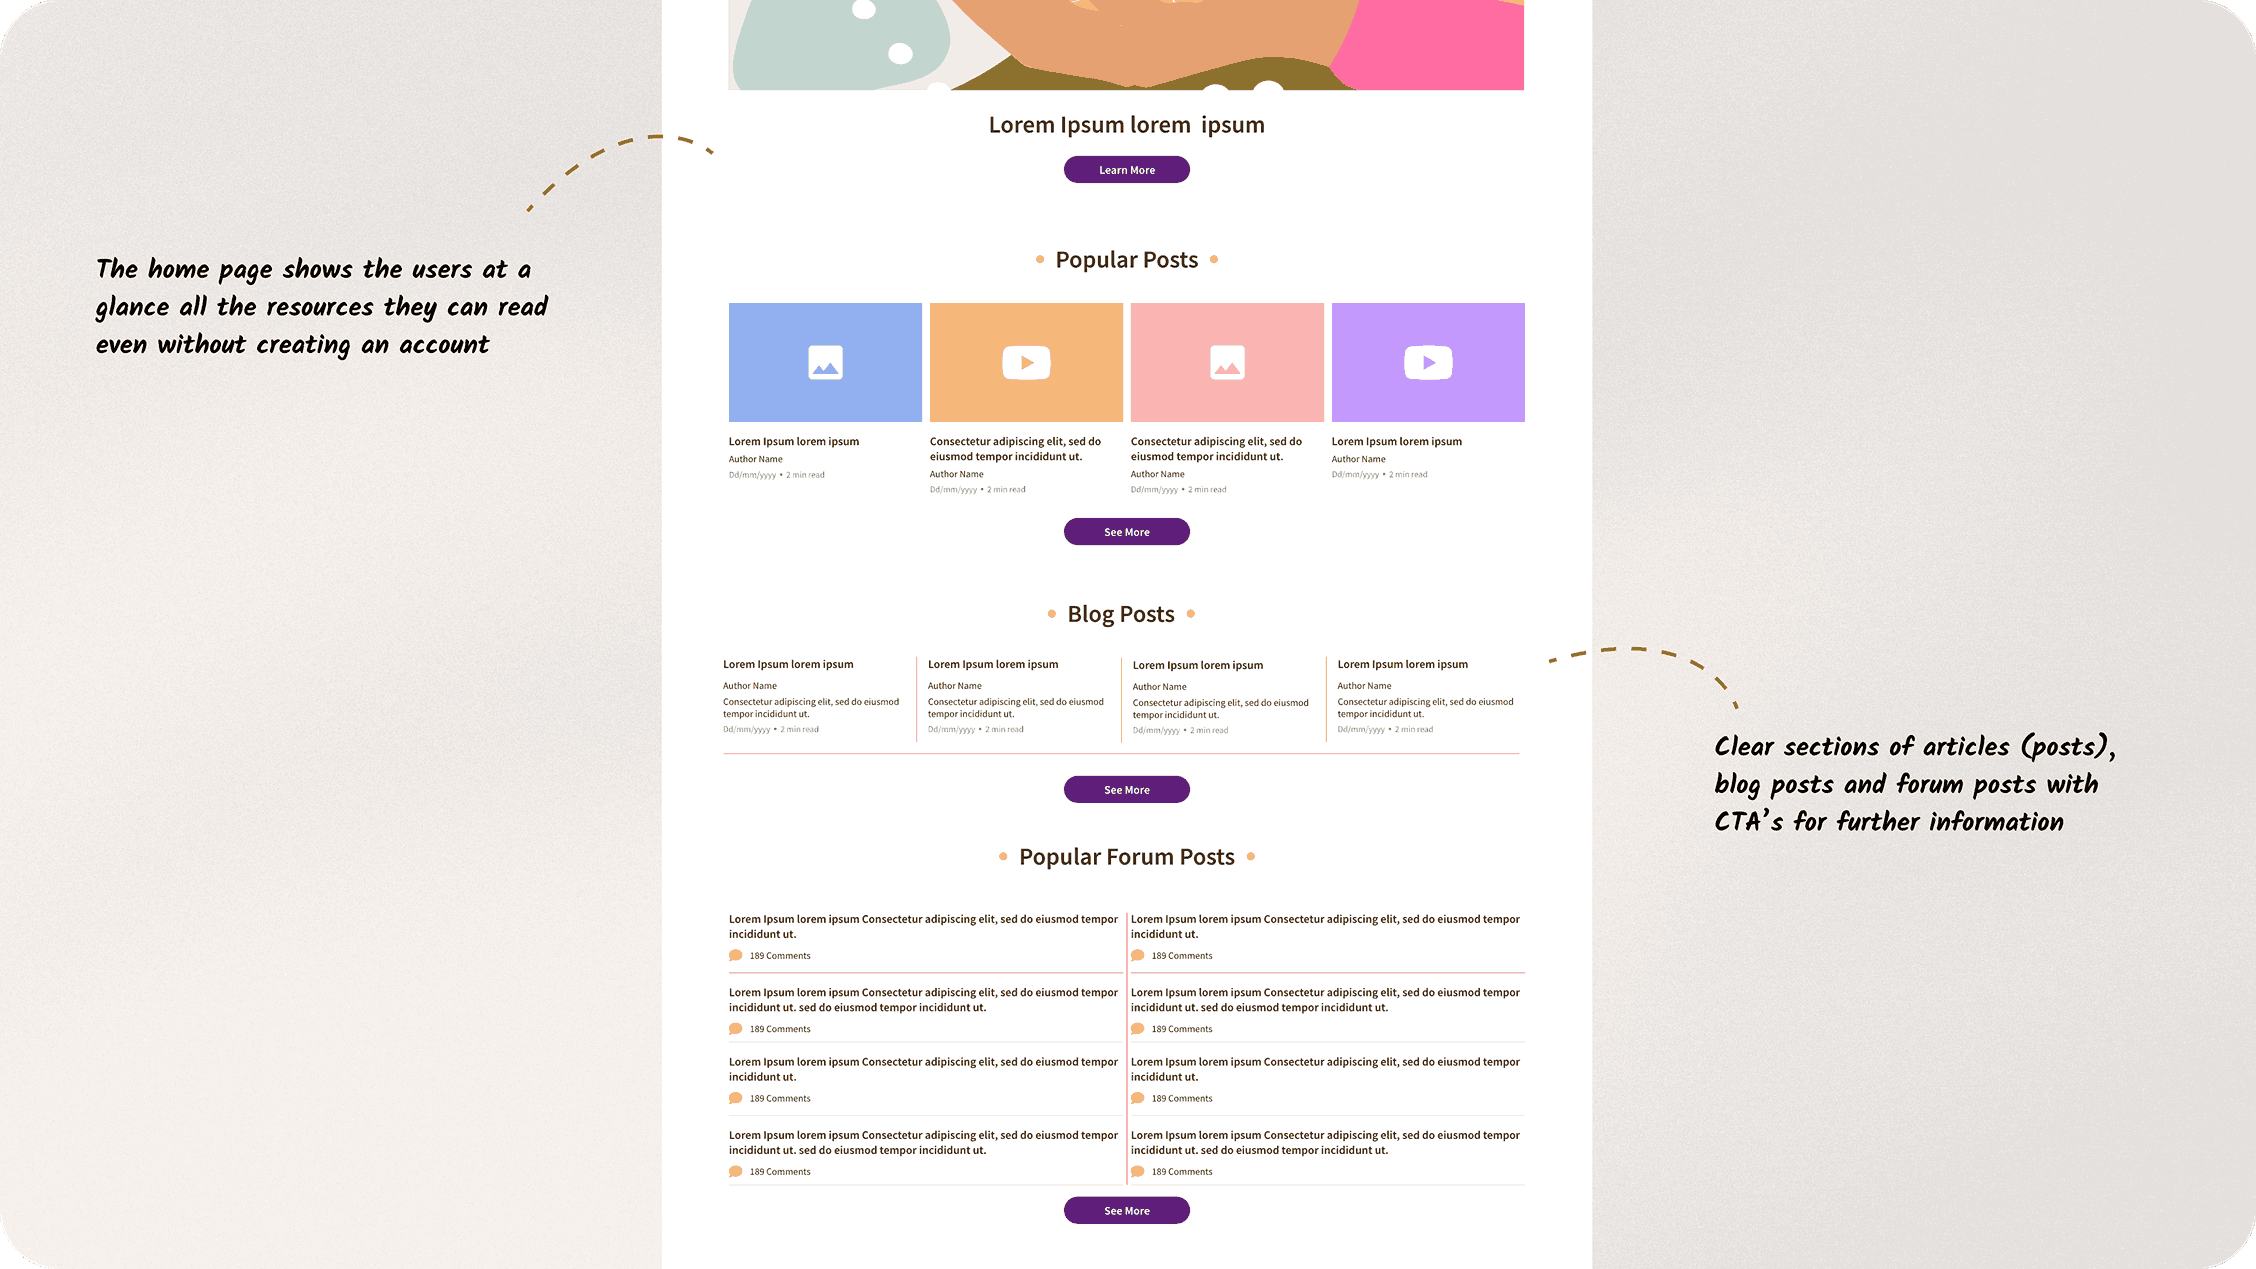 Lorem Ipsum lorem ipsum
Learn More
The home page shows the users at a
glance all the resources they can read
even without creating an account
Popular Posts
Lorem Ipsum lorem ipsum
Author Name
Dd/mm/yyyy • 2 min read
Consectetur adipiscing elit, sed do
eiusmod tempor incididunt ut.
Author Name
Dd/mm/yyyy • 2 min read
Consectetur adipiscing elit, sed do
eiusmod tempor incididunt ut.
Author Name
Dd/mm/yyyy • 2 min read
Lorem Ipsum lorem ipsum
Author Name
Dd/mm/yyyy • 2 min read
See More
Blog Posts
Lorem Ipsum lorem ipsum
Author Name
Consectetur adipiscing elit, sed do eiusmod
tempor incididunt ut.
Dd/mm/yyyy • 2 min read
Lorem Ipsum lorem ipsum
Author Name
Consectetur adipiscing elit, sed do eiusmod
tempor incididunt ut.
Dd/mm/yyyy • 2 min read
Lorem Ipsum lorem ipsum
Author Name
Consectetur adipiscing elit, sed do eiusmod
tempor incididunt ut.
Dd/mm/yyyy • 2 min read
Lorem Ipsum lorem ipsum
Author Name
Consectetur adipiscing elit, sed do eiusmod
tempor incididunt ut.
Dd/mm/yyyy • 2 min read
See More
Clear sections of articles (posts),
blog posts and forum posts with
CTA's for further information
Popular Forum Posts
Lorem Ipsum lorem ipsum Consectetur adipiscing elit, sed do eiusmod tempor
incididunt ut.
189 Comments
Lorem Ipsum lorem ipsum Consectetur adipiscing elit, sed do eiusmod tempor
incididunt ut. sed do eiusmod tempor incididunt ut.
189 Comments
Lorem Ipsum lorem ipsum Consectetur adipiscing elit, sed do eiusmod tempor
incididunt ut.
189 Comments
Lorem Ipsum lorem ipsum Consectetur adipiscing elit, sed do eiusmod tempor
incididunt ut. sed do eiusmod tempor incididunt ut.
189 Comments
Lorem Ipsum lorem ipsum Consectetur adipiscing elit, sed do eiusmod tempor
incididunt ut.
189 Comments
Lorem Ipsum lorem ipsum Consectetur adipiscing elit, sed do eiusmod tempor
incididunt ut. sed do eiusmod tempor incididunt ut.
189 Comments
Lorem Ipsum lorem ipsum Consectetur adipiscing elit, sed do eiusmod tempor
incididunt ut.
189 Comments
Lorem Ipsum lorem ipsum Consectetur adipiscing elit, sed do eiusmod tempor
incididunt ut. sed do eiusmod tempor incididunt ut.
189 Comments
See More